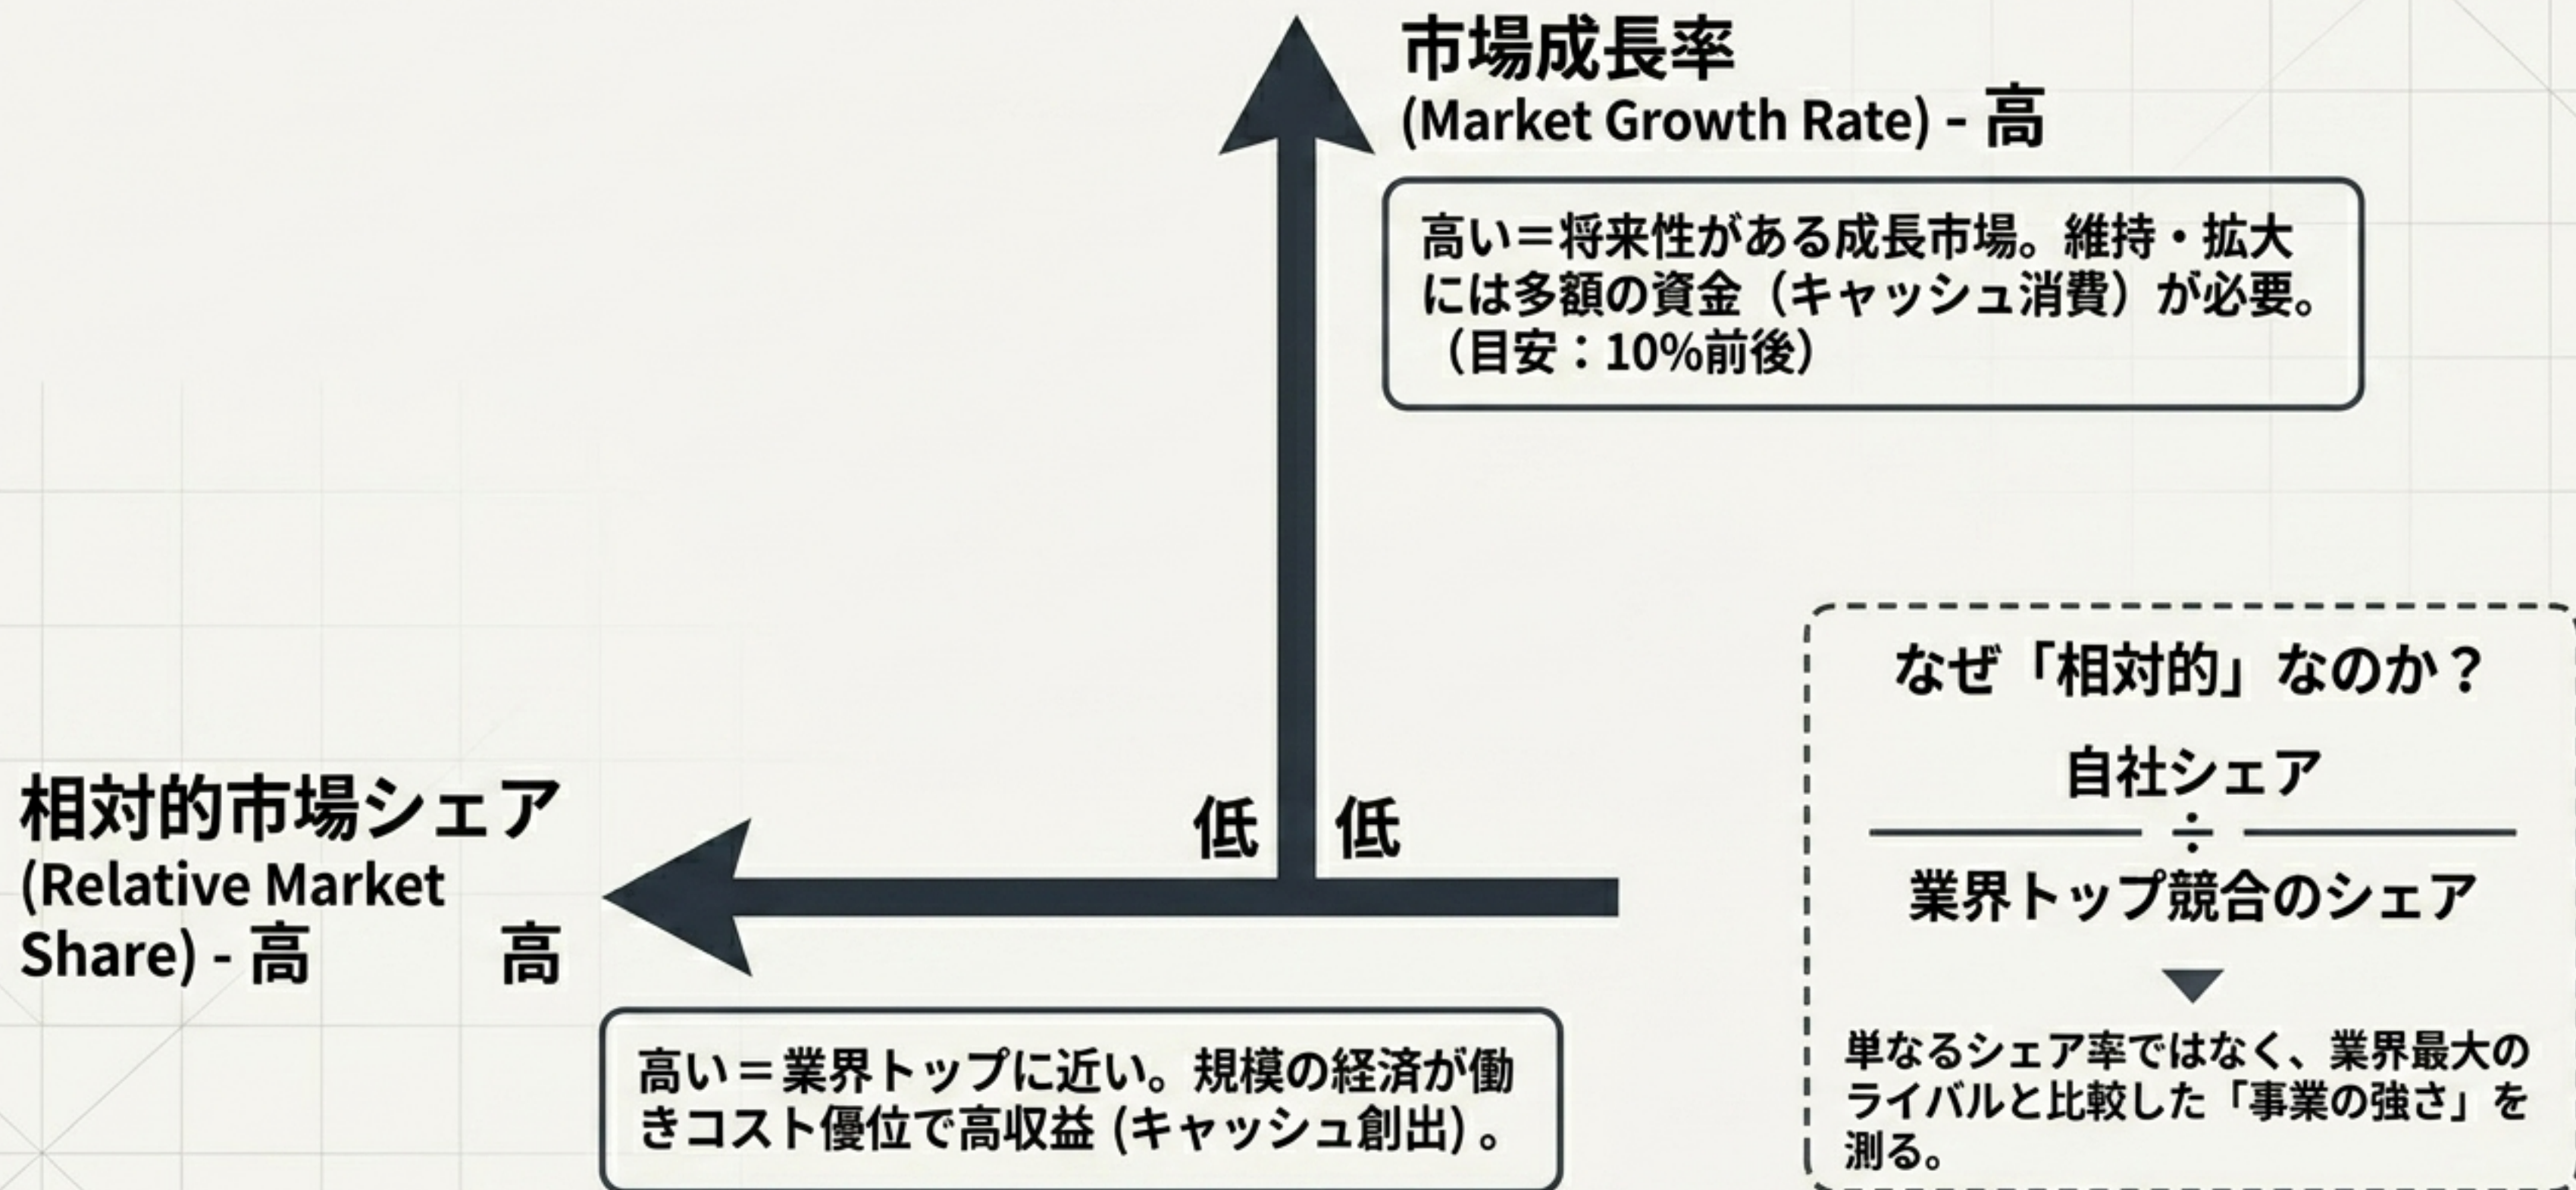 市場成長率
(Market Growth Rate) - 高
高い＝将来性がある成長市場。維持・拡大
には多額の資金（キャッシュ消費）が必要。
（目安：10%前後）
低 低
相対的市場シェア
(Relative Market
Share) - 高 高
高い＝業界トップに近い。規模の経済が働
きコスト優位で高収益 (キャッシュ創出) 。
なぜ「相対的」なのか？
自社シェア
÷
業界トップ競合のシェア
単なるシェア率ではなく、業界最大の
ライバルと比較した「事業の強さ」を
測る。